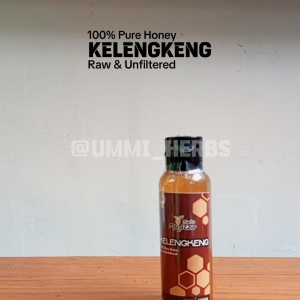 100% Pure Honey
KELENGKENG
Raw & Unfiltered
@UMMI_HERBS
KELENGKENG